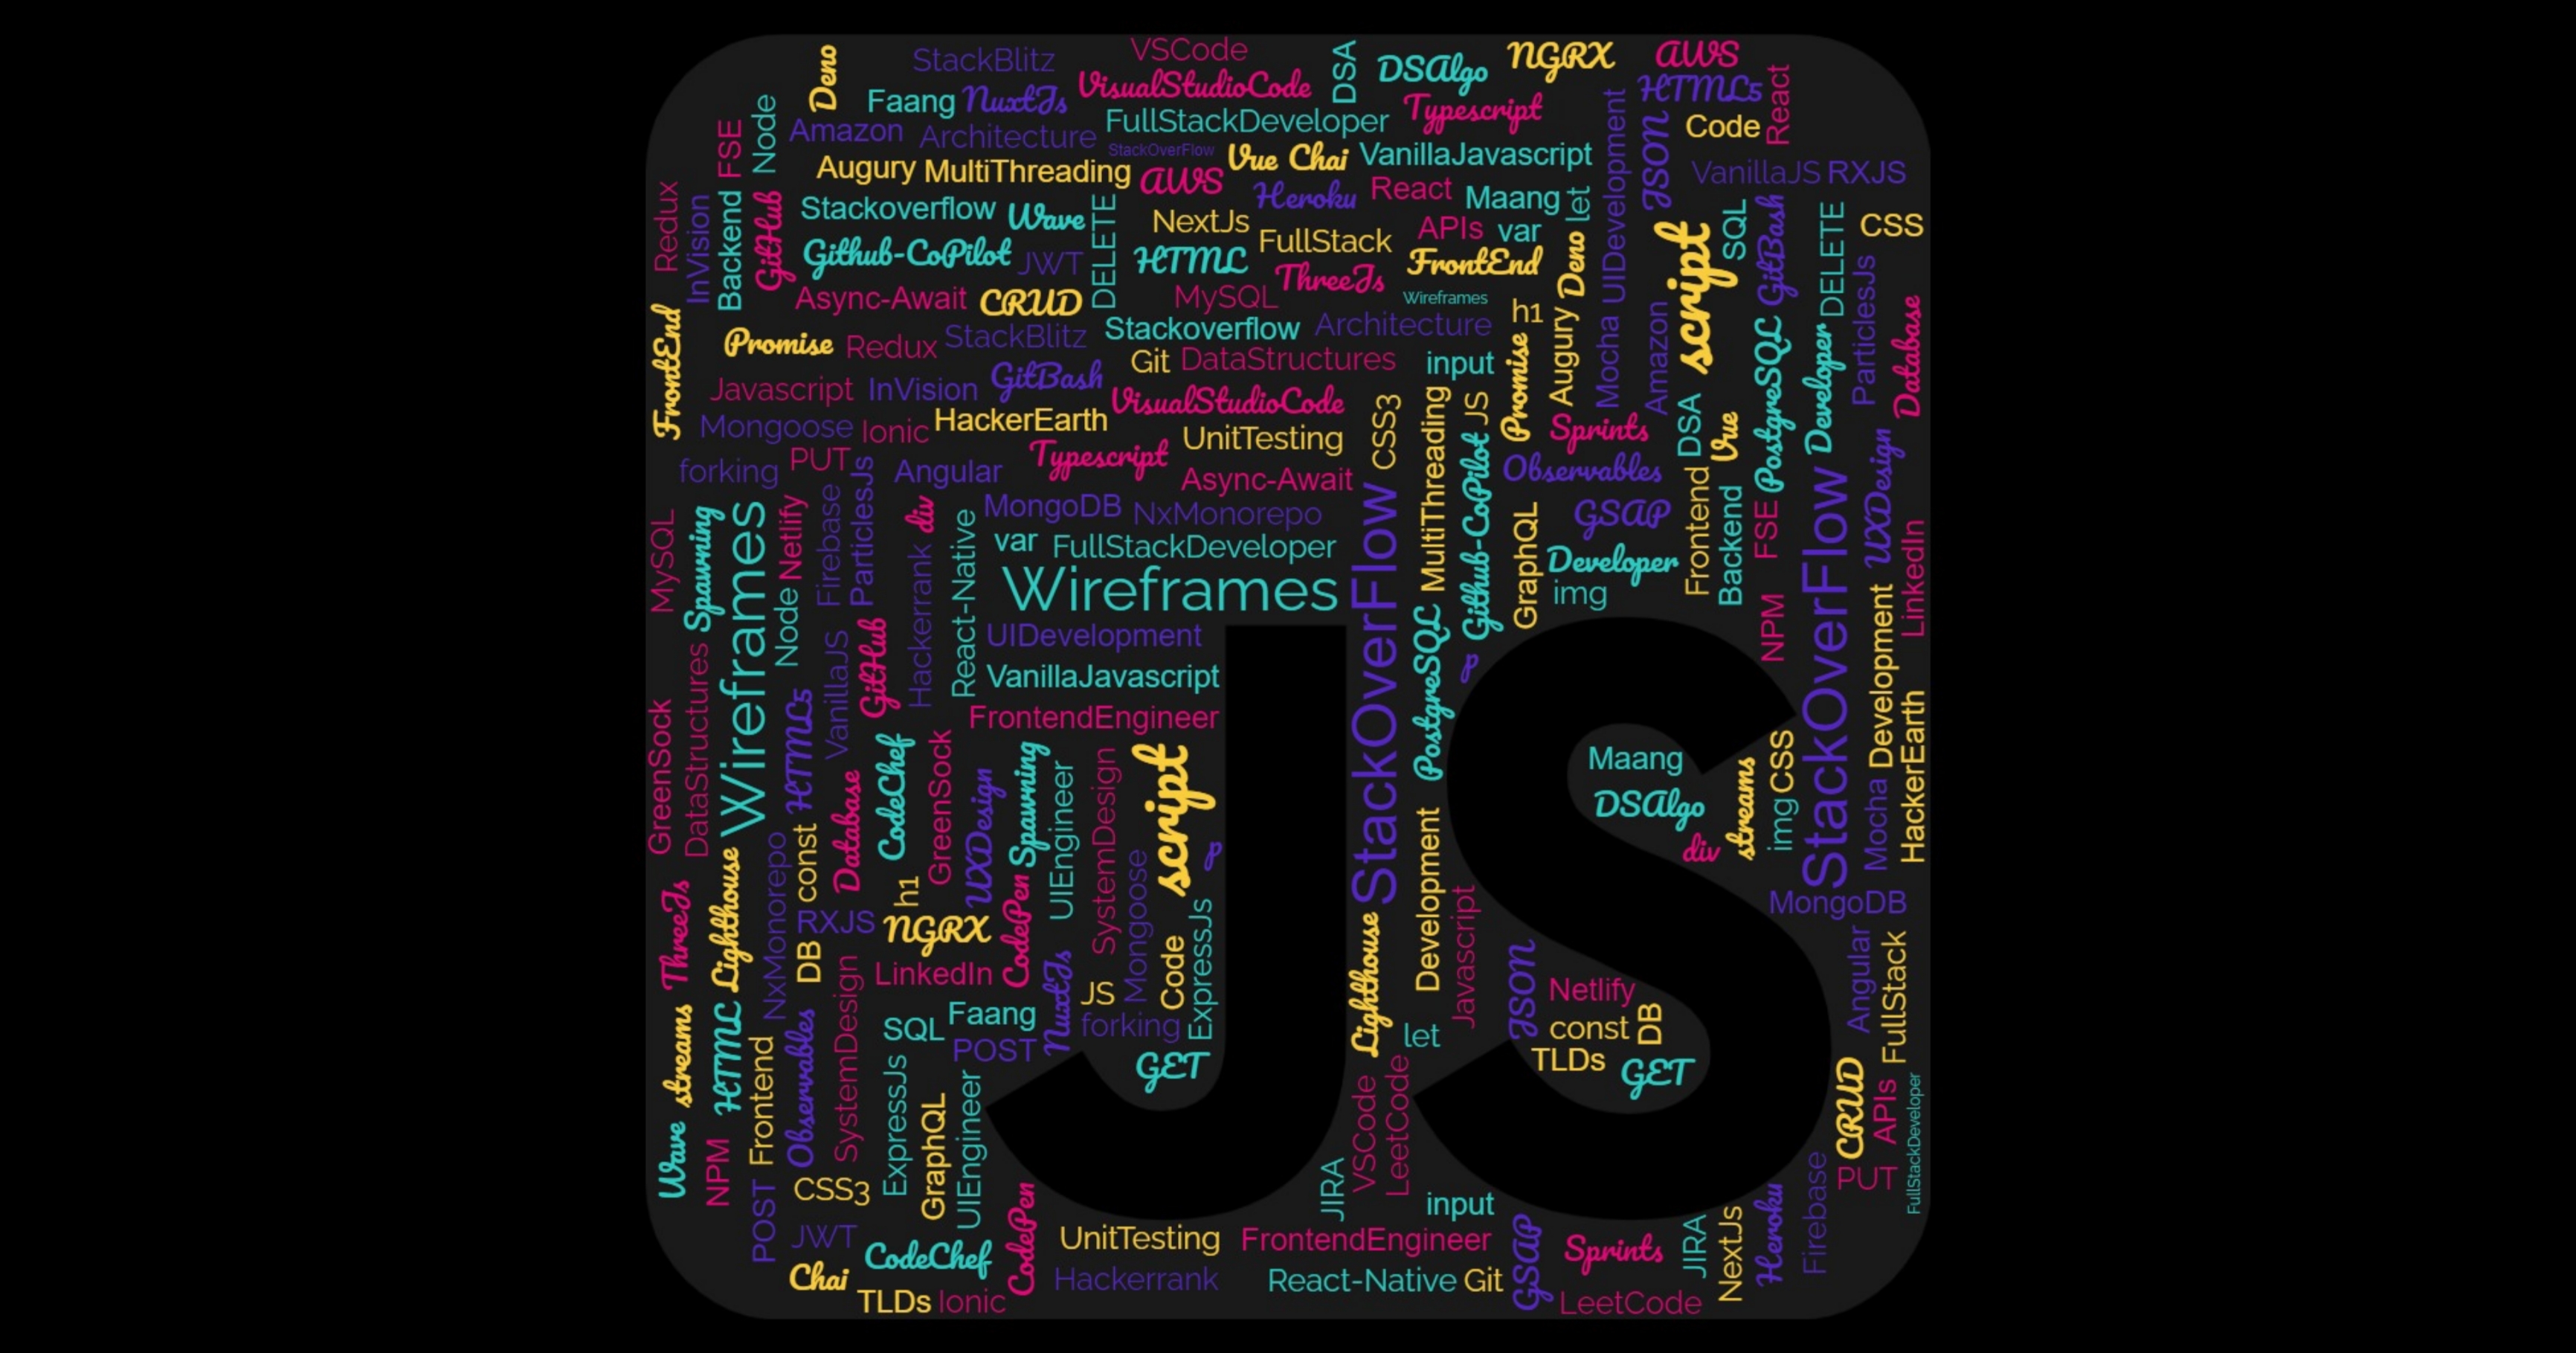 StackBlitz
VSCode
Deno
DSA
DSAlgo
NGRX
AWS
HTML5
React
Faang
NuxtJs
VisualStudioCode
Typescript
Node
FSE
Amazon
Architecture
FullStackDeveloper
JSON
Code
StackOverFlow
Vue
Chai
VanillaJavascript
UIDevelopment
Augury
MultiThreading
AWS
Heroku
React
Maang
let
VanillaJS
RXJS
Redux
InVision
Backend
GitHub
Stackoverflow
Wave
DELETE
NextJs
FullStack
APIs
var
Deno
script
SQL
GitBash
DELETE
CSS
Github-CoPilot
JWT
HTML
ThreeJs
FrontEnd
Async-Await
CRUD
MySQL
Wireframes
h1
Augury
Mocha
Amazon
PostgreSQL
Developer
ParticlesJs
Database
FrontEnd
Promise
Redux
StackBlitz
Stackoverflow
Architecture
Git
DataStructures
input
Promise
Javascript
InVision
GitBash
VisualStudioCode
CSS3
MultiThreading
JS
Sprints
DSA
Vue
Mongoose
Ionic
HackerEarth
UnitTesting
forking
PUT
ParticlesJs
Angular
Typescript
Async-Await
Github-CoPilot
Observables
UXDesign
MySQL
Spawning
Wireframes
Netlify
Firebase
div
MongoDB
NxMonorepo
StackOverFlow
GraphQL
GSAP
Frontend
Backend
FSE
StackOverFlow
LinkedIn
Node
Hackerrank
React-Native
var
FullStackDeveloper
Developer
img
Wireframes
NPM
Development
VanillaJS
GitHub
UIDevelopment
PostgreSQL
P
VanillaJavascript
FrontendEngineer
GreenSock
DataStructures
HTML5
CodeChef
GreenSock
UXDesign
Spawning
UIEngineer
SystemDesign
script
Maang
DSAlgo
div
streams
img
CSS
Mocha
HackerEarth
Database
const
Lighthouse
NxMonorepo
h1
CodePen
Mongoose
P
Development
Javascript
MongoDB
ThreeJs
RXJS
NGRX
DB
LinkedIn
Code
ExpressJs
Lighthouse
JSON
Netlify
Angular
FullStack
streams
HTML
Observables
SystemDesign
NuxtJs
JS
SQL
Faang
POST
forking
let
const
DB
GET
TLDs
GET
Wave
NPM
Frontend
ExpressJs
GraphQL
UIEngineer
VSCode
LeetCode
CRUD
APIs
FullStackDeveloper
POST
CSS3
JIRA
input
PUT
Firebase
JWT
CodeChef
CodePen
UnitTesting
FrontendEngineer
GSAP
Sprints
JIRA
NextJs
Heroku
Chai
Hackerrank
React-Native
Git
TLDs
Ionic
LeetCode
JS